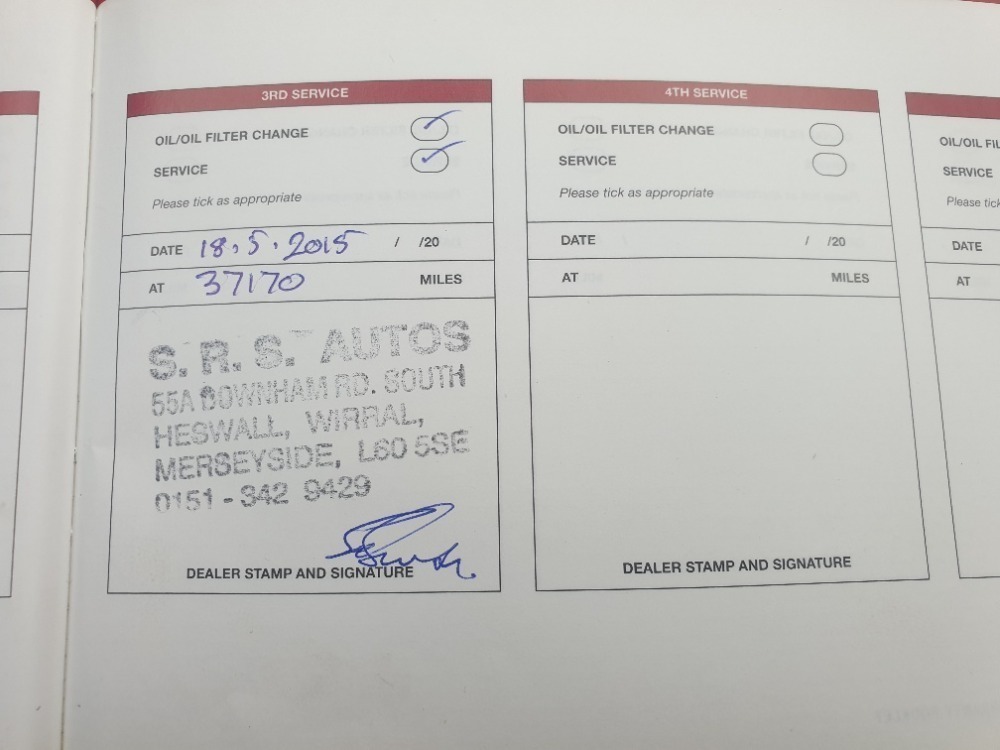 3RD SERVICE
OIL/OIL FILTER CHANGE
SERVICE
Please tick as appropriate
DATE 18.5.2015 / /20
AT 37170 MILES
S.R.S. AUTOS
55A DOWNHAM RD. SOUTH
HESWALL, WIRRAL,
MERSEYSIDE, L60 5SE
0151-342 9429
DEALER STAMP AND SIGNATURE
4TH SERVICE
OIL/OIL FILTER CHANGE
SERVICE
Please tick as appropriate
DATE / /20
AT MILES
DEALER STAMP AND SIGNATURE
OIL/OIL FIL
SERVICE
Please tick
DATE
AT